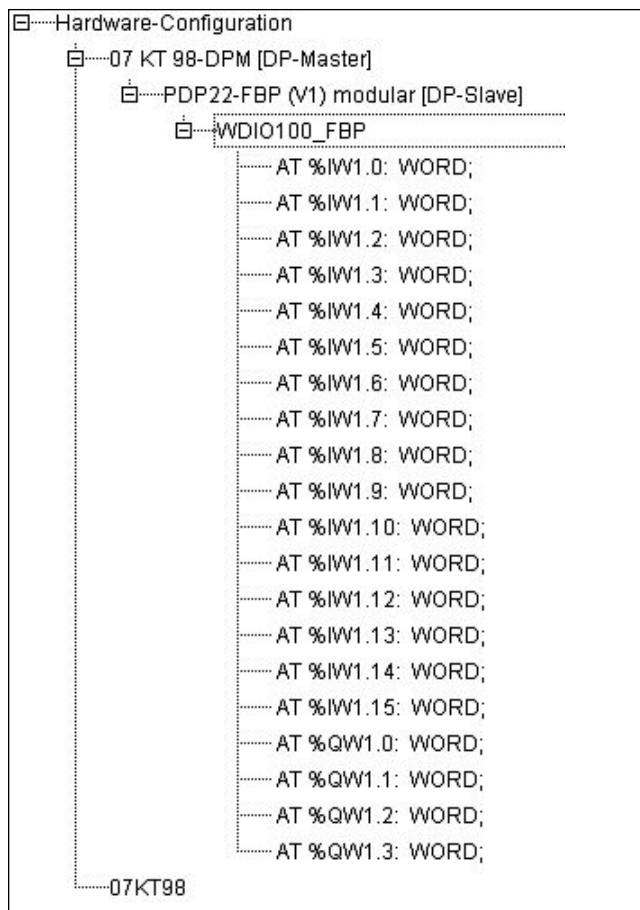 Hardware-Configuration
07 KT 98-DPM [DP-Master]
PDP22-FBP (V1) modular [DP-Slave]
WDIO100_FBP
AT %IW1.0: WORD;
AT %IW1.1: WORD;
AT %IW1.2: WORD;
AT %IW1.3: WORD;
AT %IW1.4: WORD;
AT %IW1.5: WORD;
AT %IW1.6: WORD;
AT %IW1.7: WORD;
AT %IW1.8: WORD;
AT %IW1.9: WORD;
AT %IW1.10: WORD;
AT %IW1.11: WORD;
AT %IW1.12: WORD;
AT %IW1.13: WORD;
AT %IW1.14: WORD;
AT %IW1.15: WORD;
AT %QW1.0: WORD;
AT %QW1.1: WORD;
AT %QW1.2: WORD;
AT %QW1.3: WORD;
07KT98